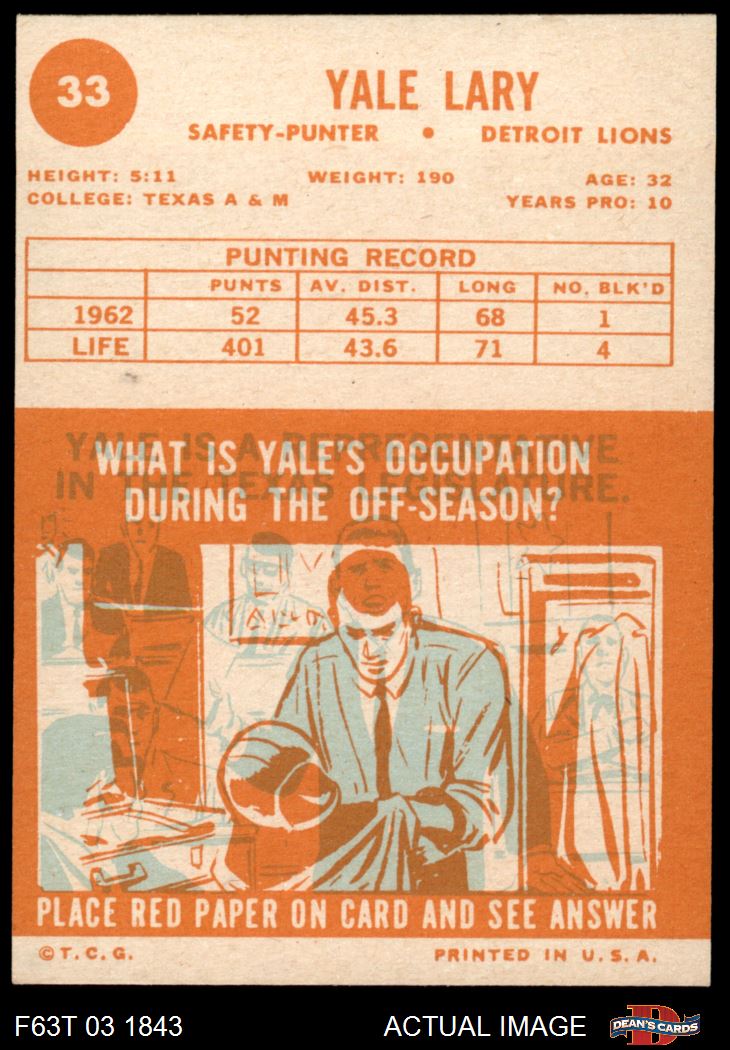 33
YALE LARY
SAFETY-PUNTER • DETROIT LIONS
HEIGHT: 5:11 WEIGHT: 190 AGE: 32
COLLEGE: TEXAS A & M YEARS PRO: 10
PUNTING RECORD
PUNTS AV. DIST. LONG NO. BLK'D
1962 52 45.3 68 1
LIFE 401 43.6 71 4
YALE IS A REPRESENTATIVE
WHAT IS YALE'S OCCUPATION
IN THE TEXAS LEGISLATURE.
DURING THE OFF-SEASON?
PLACE RED PAPER ON CARD AND SEE ANSWER
© T.C.G. PRINTED IN U.S.A.
F63T 03 1843 ACTUAL IMAGE DEAN'S CARDS